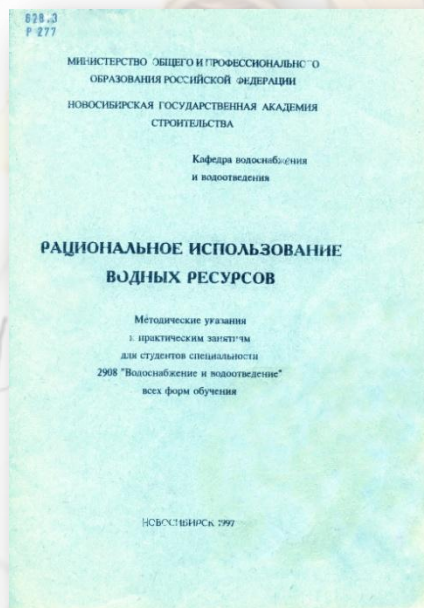 628.3
Р 277
МИНИСТЕРСТВО ОБЩЕГО И ПРОФЕССИОНАЛЬНОГО
ОБРАЗОВАНИЯ РОССИЙСКОЙ ФЕДЕРАЦИИ
НОВОСИБИРСКАЯ ГОСУДАРСТВЕННАЯ АКАДЕМИЯ
СТРОИТЕЛЬСТВА
Кафедра водоснабжения
и водоотведения
РАЦИОНАЛЬНОЕ ИСПОЛЬЗОВАНИЕ
ВОДНЫХ РЕСУРСОВ
Методические указания
к практическим занятиям
для студентов специальности
2908 "Водоснабжение и водоотведение"
всех форм обучения
НОВОСИБИРСК 1997